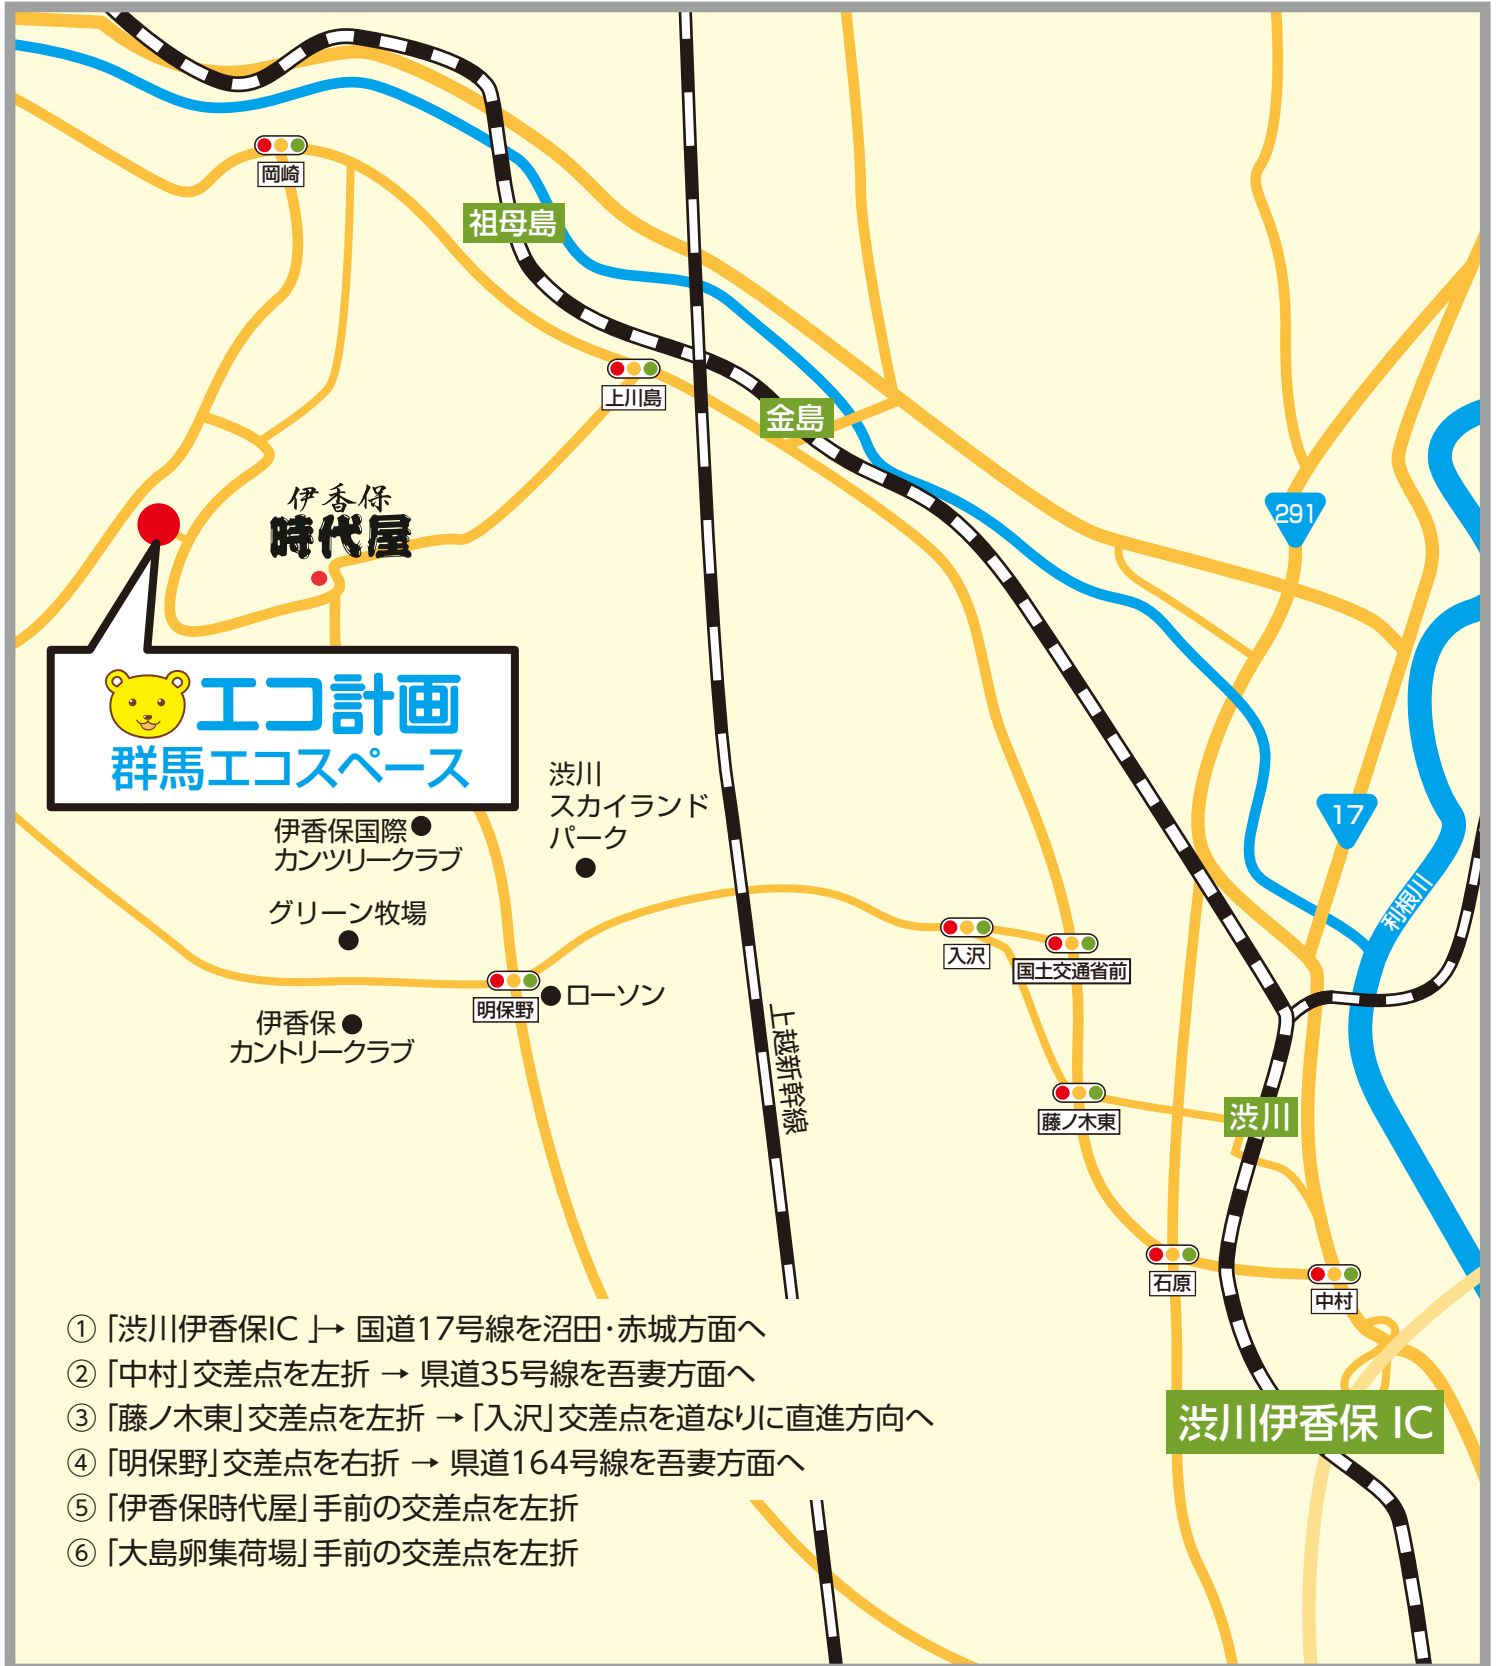 岡崎
祖母島
上川島
金島
291
伊香保
時代屋
エコ計画
群馬エコスペース
渋川
スカイランド
パーク
17
伊香保国際
カンツリークラブ
利根川
グリーン牧場
入沢
国土交通省前
明保野
ローソン
伊香保
カントリークラブ
上越新幹線
藤ノ木東
渋川
石原
中村
①「渋川伊香保IC」→ 国道17号線を沼田・赤城方面へ
②「中村」交差点を左折 → 県道35号線を吾妻方面へ
③「藤ノ木東」交差点を左折 →「入沢」交差点を道なりに直進方向へ
④「明保野」交差点を右折 → 県道164号線を吾妻方面へ
⑤「伊香保時代屋」手前の交差点を左折
⑥「大島卵集荷場」手前の交差点を左折
渋川伊香保 IC